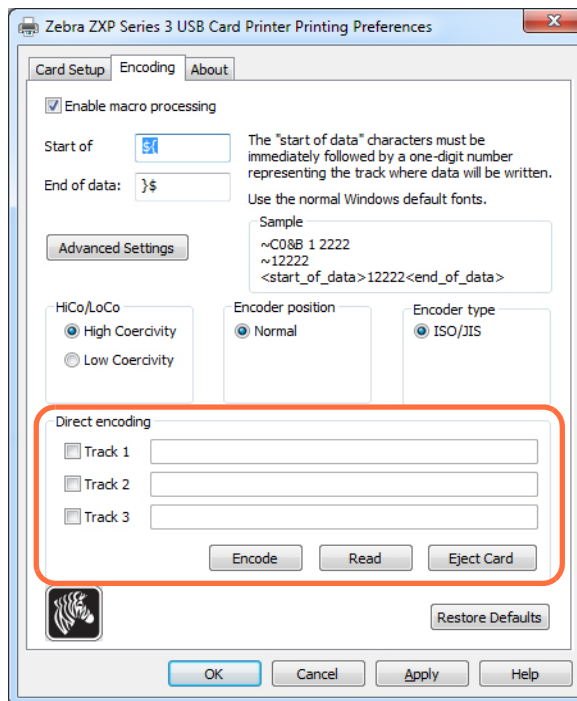 Zebra ZXP Series 3 USB Card Printer Printing Preferences
Card Setup Encoding About
Enable macro processing
Start of ${
End of data: }$
The "start of data" characters must be
immediately followed by a one-digit number
representing the track where data will be written.
Use the normal Windows default fonts.
Advanced Settings
Sample
~C0&B 1 2222
~12222
<start_of_data>12222<end_of_data>
HiCo/LoCo
High Coercivity
Low Coercivity
Encoder position
Normal
Encoder type
ISO/JIS
Direct encoding
Track 1
Track 2
Track 3
Encode Read Eject Card
Restore Defaults
OK Cancel Apply Help